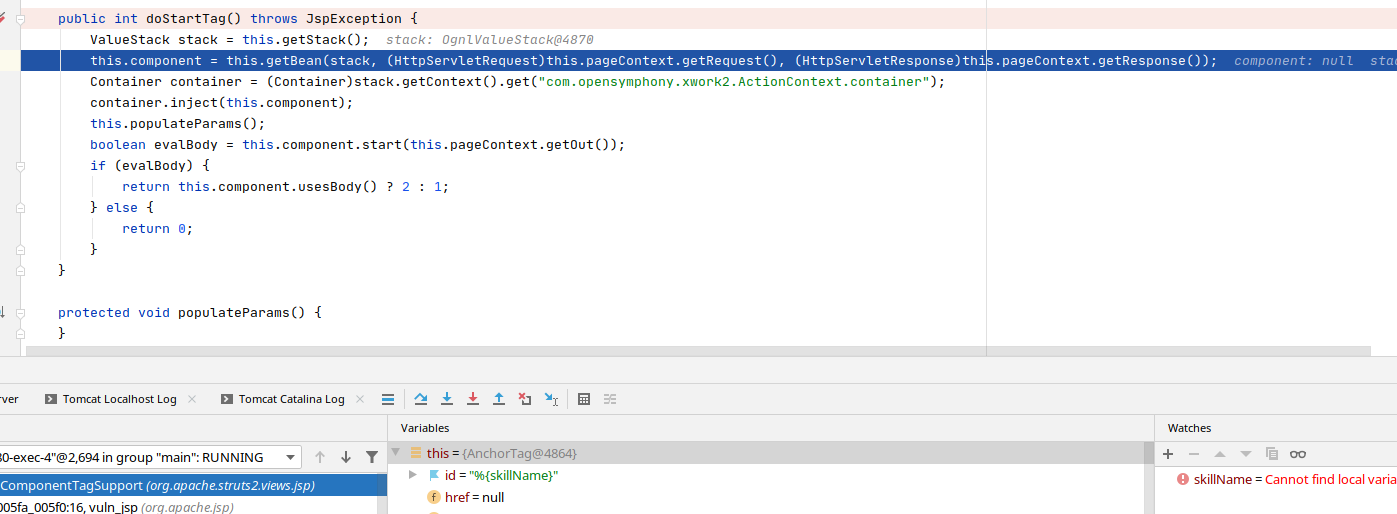 public int doStartTag() throws JspException {
ValueStack stack = this.getStack(); stack: OgnlValueStack@4870
this.component = this.getBean(stack, (HttpServletRequest)this.pageContext.getRequest(), (HttpServletResponse)this.pageContext.getResponse()); component: null stac
Container container = (Container)stack.getContext().get("com.opensymphony.xwork2.ActionContext.container");
container.inject(this.component);
this.populateParams();
boolean evalBody = this.component.start(this.pageContext.getOut());
if (evalBody) {
return this.component.usesBody() ? 2 : 1;
} else {
return 0;
}
}
protected void populateParams() {
}
rver Tomcat Localhost Log Tomcat Catalina Log
Variables Watches
30-exec-4"@2,694 in group "main": RUNNING
this = {AnchorTag@4864}
ComponentTagSupport (org.apache.struts2.views.jsp)
id = "%{skillName}"
skillName = Cannot find local varia
href = null
005fa_005f0:16, vuln_jsp (org.apache.jsp)